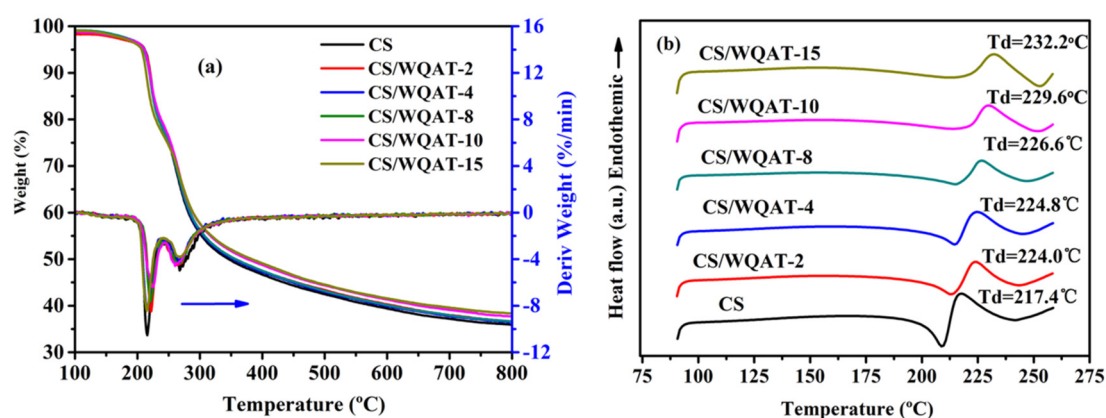 (a)
CS
CS/WQAT-2
CS/WQAT-4
CS/WQAT-8
CS/WQAT-10
CS/WQAT-15
100
90
80
70
60
50
40
30
Weight (%)
16
12
8
4
0
-4
-8
-12
Deriv Weight (%/min)
100 200 300 400 500 600 700 800
Temperature (ºC)
(b)
Heat flow (a.u.) Endothemic
Td=232.2ºC
CS/WQAT-15
Td=229.6ºC
CS/WQAT-10
Td=226.6℃
CS/WQAT-8
Td=224.8℃
CS/WQAT-4
Td=224.0℃
CS/WQAT-2
Td=217.4℃
CS
75 100 125 150 175 200 225 250 275
Temperature (°C)